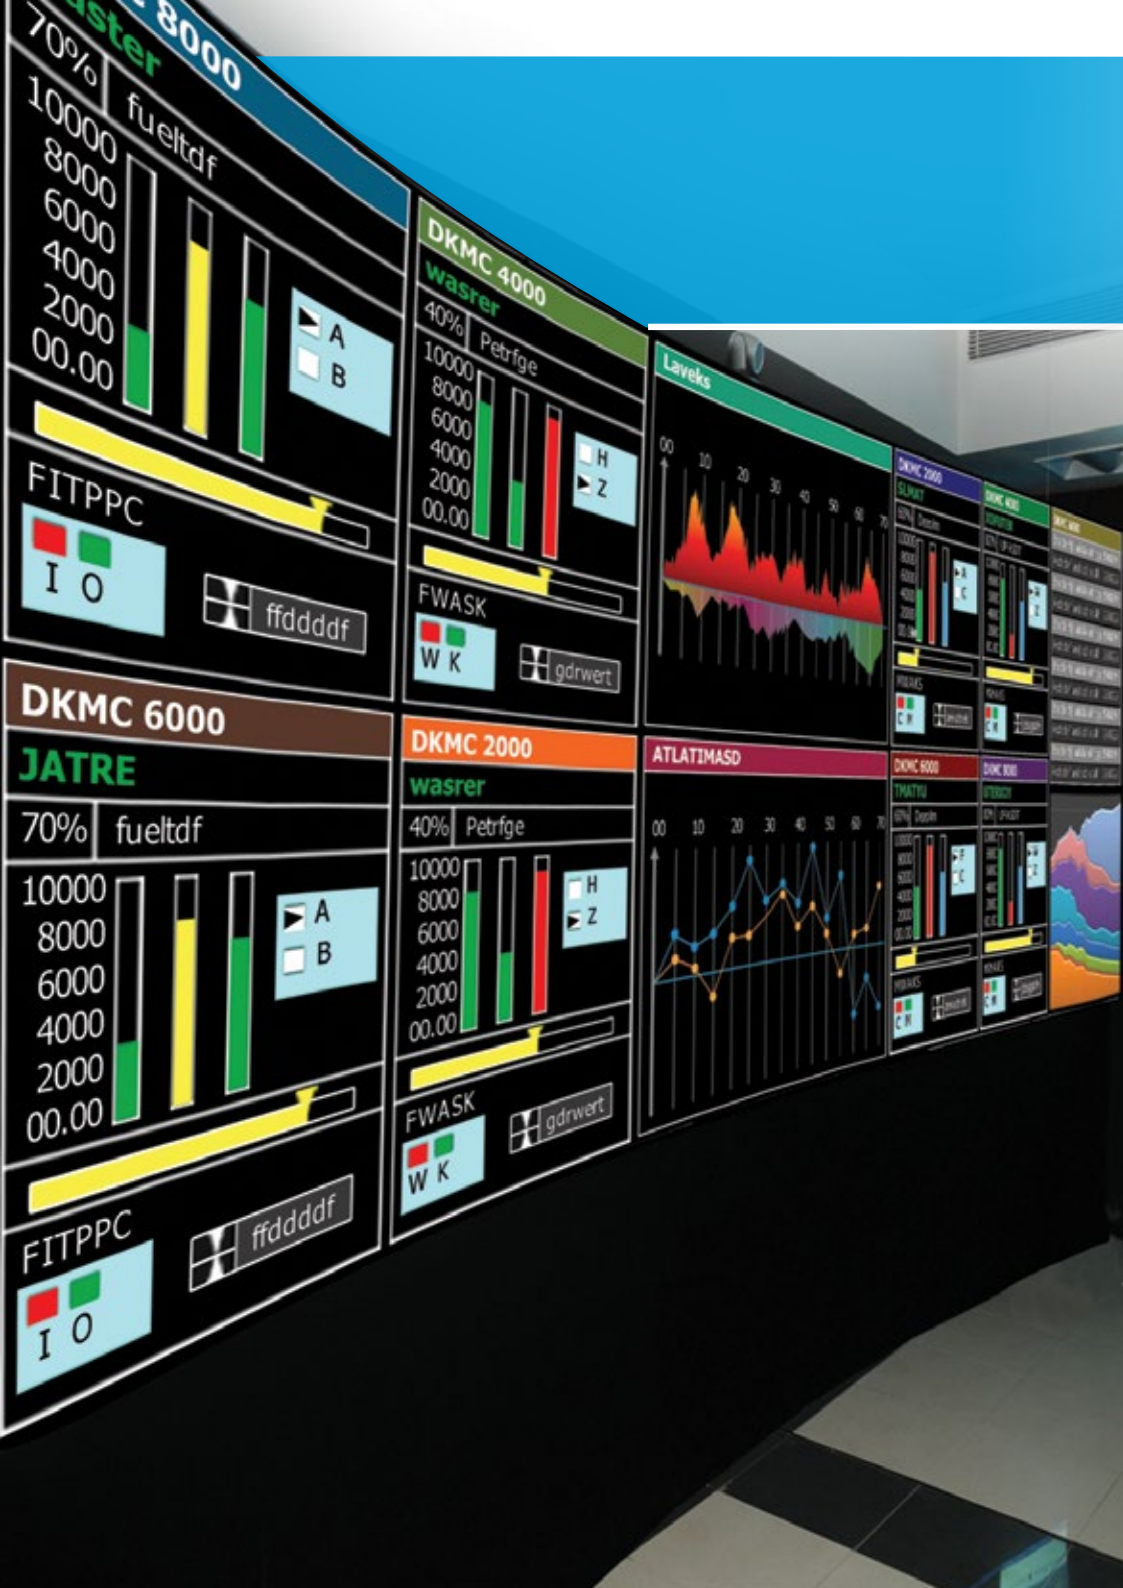 8000
70%
fueltdf
10000
8000
6000
4000
2000
00.00
A
B
FITPPC
I O
ffddddf
DKMC 4000
wasrer
40% Petrfge
10000
8000
6000
4000
2000
00.00
H
Z
FWASK
W K
gdrwert
Laveks
00 10 20 30 40 50 60 70
DKMC 2000
SLMAT
DKMC 6000
JATRE
70% fueltdf
10000
8000
6000
4000
2000
00.00
A
B
FITPPC
I O
ffddddf
DKMC 2000
wasrer
40% Petrfge
10000
8000
6000
4000
2000
00.00
H
Z
FWASK
W K
gdrwert
ATLATIMASD
00 10 20 30 40 50 60 70
DKMC 6000
TMATYU
DKMC 8000